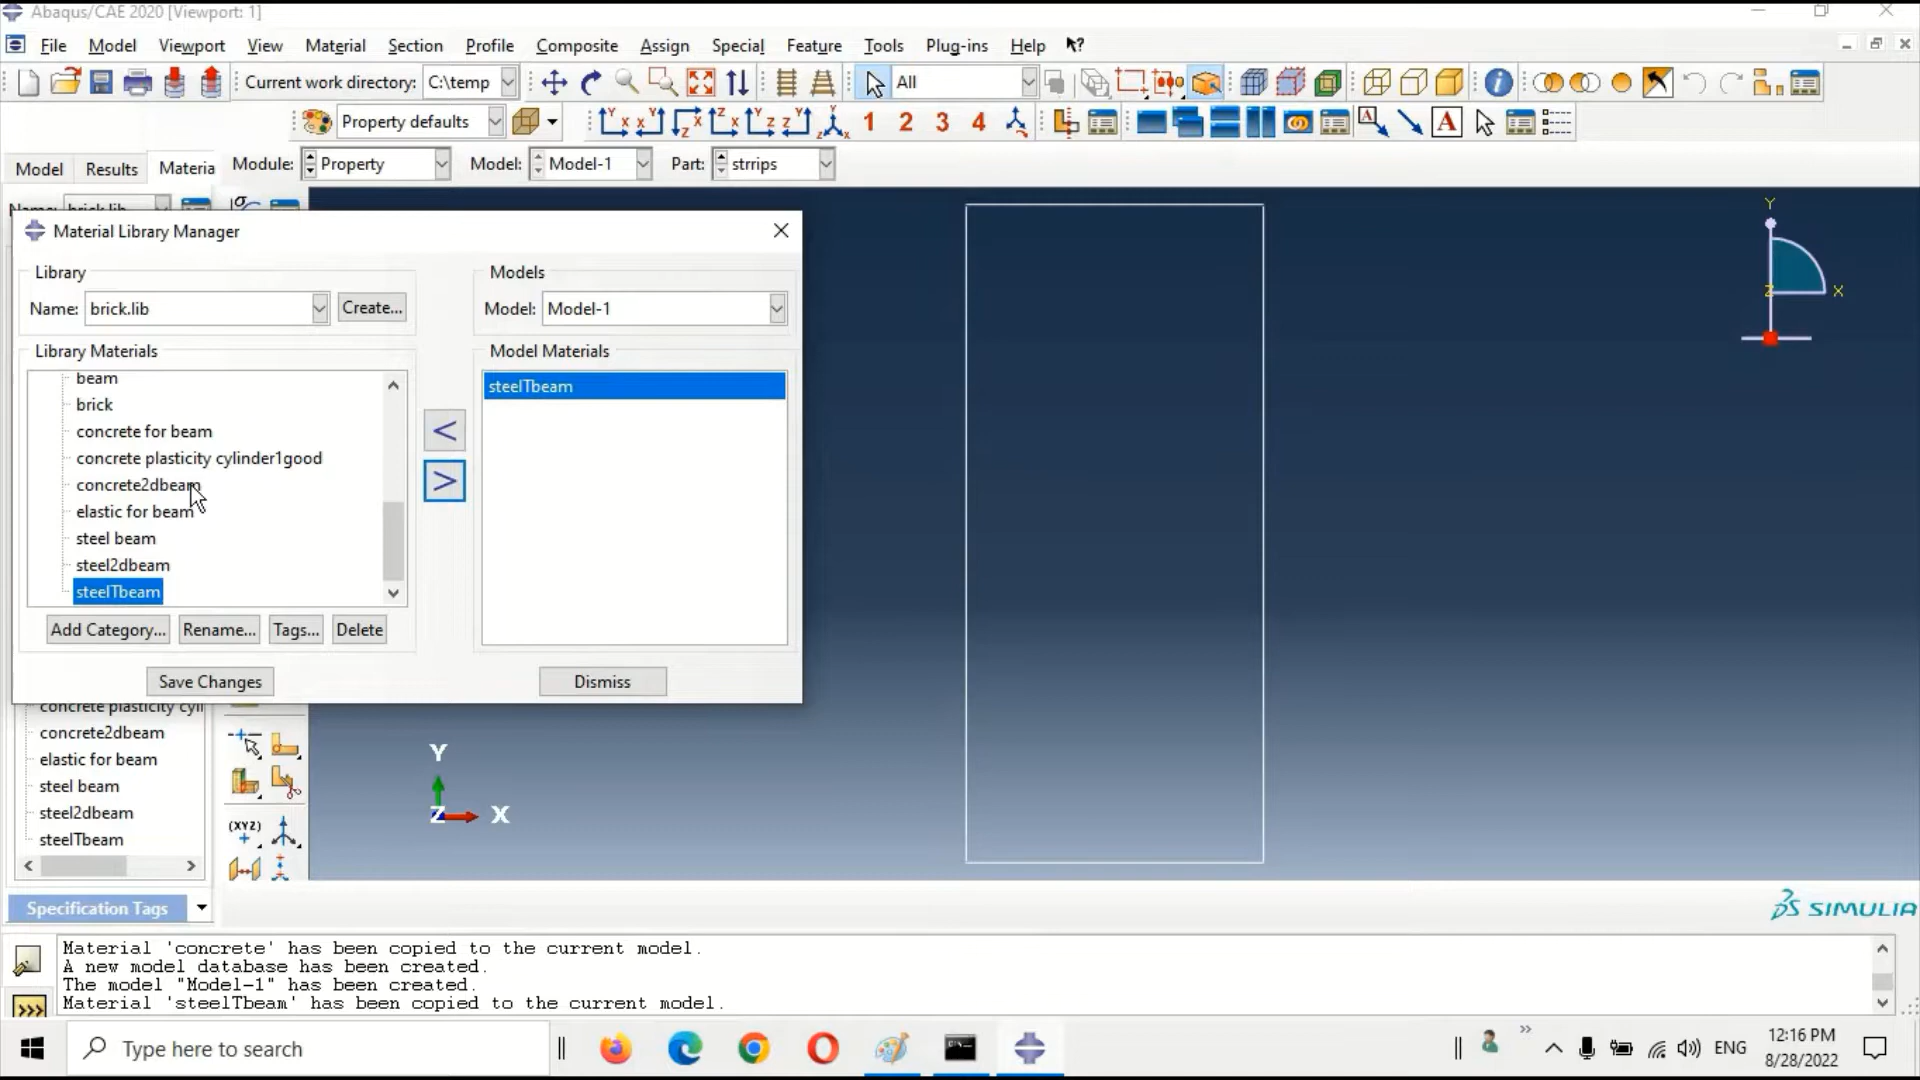 Abaqus/CAE 2020 [Viewport: 1]
File Model Viewport View Material Section Profile Composite Assign Special Feature Tools Plug-ins Help
Current work directory: C:\temp All
Property defaults 1 2 3 4 A
Model Results Materia Module: Property Model: Model-1 Part: strrips
Name: brick.lib
Material Library Manager
Library Models
Name: brick.lib Create... Model: Model-1
Library Materials Model Materials
beam steelTbeam
brick
concrete for beam
concrete plasticity cylinder1good
concrete2dbeam
elastic for beam
steel beam
steel2dbeam
steelTbeam
< >
Add Category... Rename... Tags... Delete
Save Changes Dismiss
concrete plasticity cyli
concrete2dbeam
elastic for beam
steel beam
steel2dbeam
steelTbeam
(XYZ)
Y
Z X
Y
Z X
Specification Tags
SIMULIA
Material 'concrete' has been copied to the current model.
A new model database has been created.
The model "Model-1" has been created.
Material 'steelTbeam' has been copied to the current model.
>>>
Type here to search
ENG
12:16 PM
8/28/2022